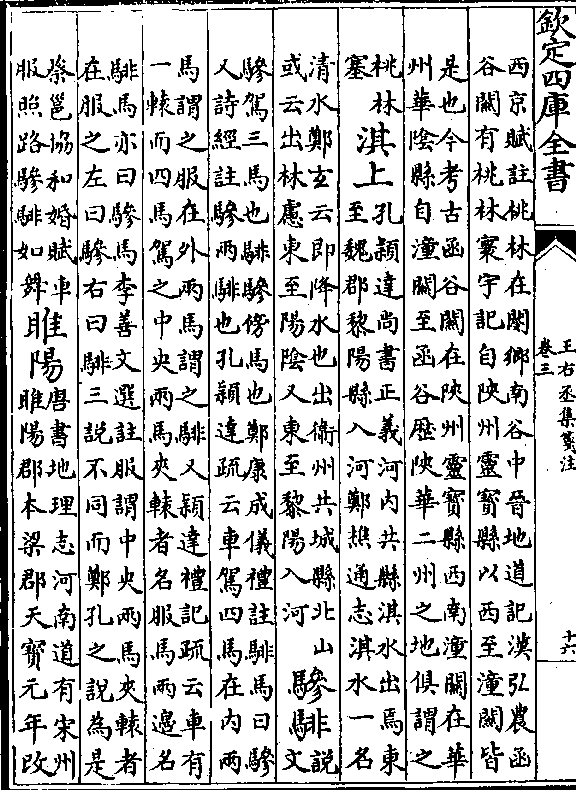 欽定四庫全書
王右丞集箋注
卷三
十六
西京賦註桃林在閿鄉南谷中晉地道記漢弘農函
谷關有桃林寰宇記自陜州靈寶縣以西至潼關皆
是也今考古函谷關在陜州靈寶縣西南潼關在華
州華陰縣自潼關至函谷歴陜華二州之地俱謂之
桃林
塞
淇上
孔頴達尚書正義河内共縣淇水出焉東
至魏郡黎陽縣入河鄭樵通志淇水一名
清水鄭玄云即降水也出衛州共城縣北山
或云出林慮東至陽陰又東至黎陽入河
驂騑
說
文
驂駕三馬也騑驂傍馬也鄭康成儀禮註騑馬曰驂
又詩經註驂兩騑也孔頴達疏云車駕四馬在内兩
馬謂之服在外兩馬謂之騑又頴達禮記疏云車有
一轅而四馬駕之中央兩馬夾轅者名服馬兩邊名
騑馬亦曰驂馬李善文選註服謂中央兩馬夾轅者
在服之左曰驂右曰騑三說不同而鄭孔之說為是
蔡邕協和婚賦車
服照路驂騑如舞
睢陽
唐書地理志河南道有宋州
睢陽郡本梁郡天寶元年改